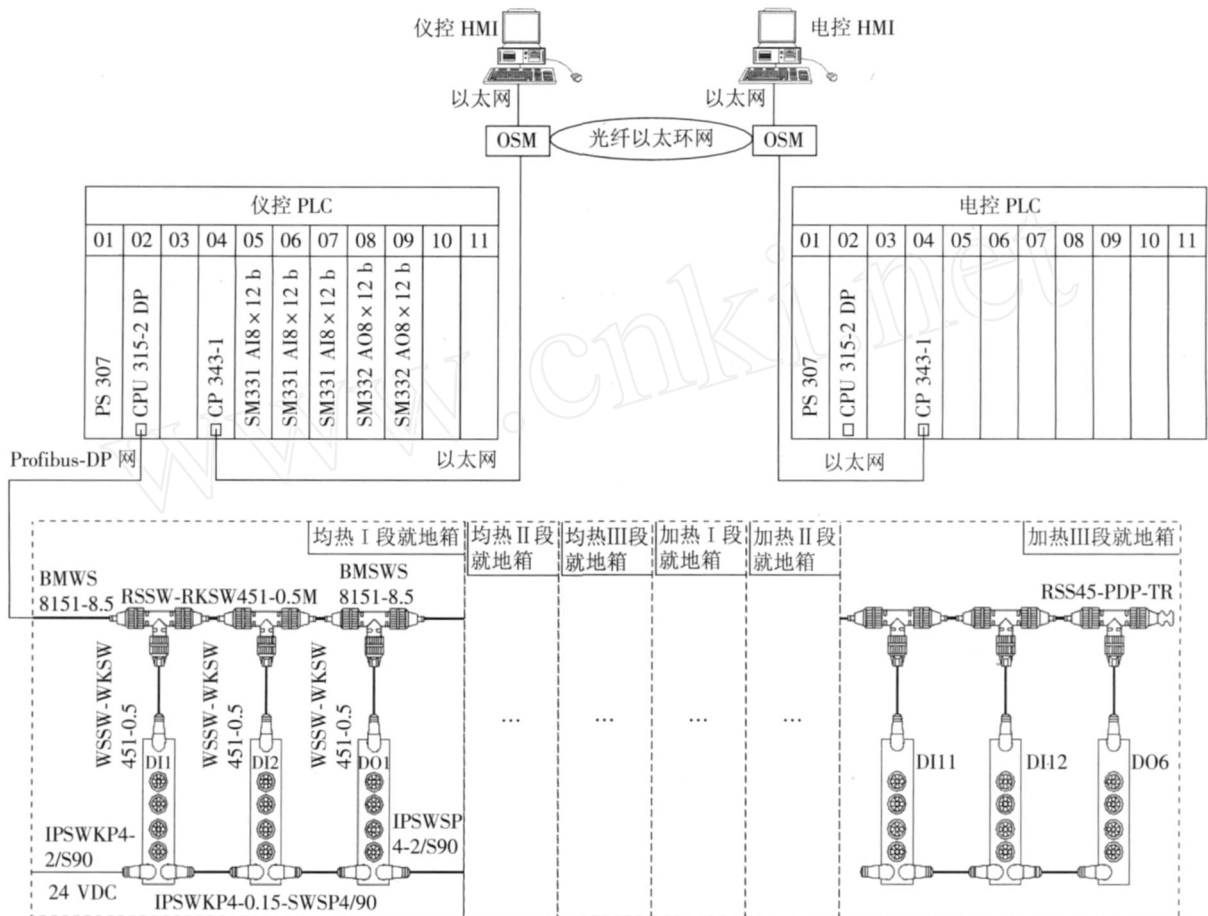 仪控 HMI
电控 HMI
以太网
以太网
OSM
光纤以太环网
OSM
仪控 PLC
01 02 03 04 05 06 07 08 09 10 11
PS 307
CPU 315-2 DP
CP 343-1
SM331 AI8×12 b
SM331 AI8×12 b
SM331 AI8×12 b
SM332 AO8×12 b
SM332 AO8×12 b
电控 PLC
01 02 03 04 05 06 07 08 09 10 11
PS 307
CPU 315-2 DP
CP 343-1
www.cnki.net
Profibus-DP 网
以太网
以太网
均热Ⅰ段就地箱
均热Ⅱ段
就地箱
均热Ⅲ段
就地箱
加热Ⅰ段
就地箱
加热Ⅱ段
就地箱
加热Ⅲ段就地箱
BMWS
8151-8.5
RSSW-RKSW451-0.5M
BMSWS
8151-8.5
RSS45-PDP-TR
WSSW-WKSW
451-0.5
WSSW-WKSW
451-0.5
WSSW-WKSW
451-0.5
DI1
DI2
DO1
…
…
…
…
DI11
DI12
DO6
IPSWKP4-
2/S90
IPSWSP
4-2/S90
24 VDC
IPSWKP4-0.15-SWSP4/90